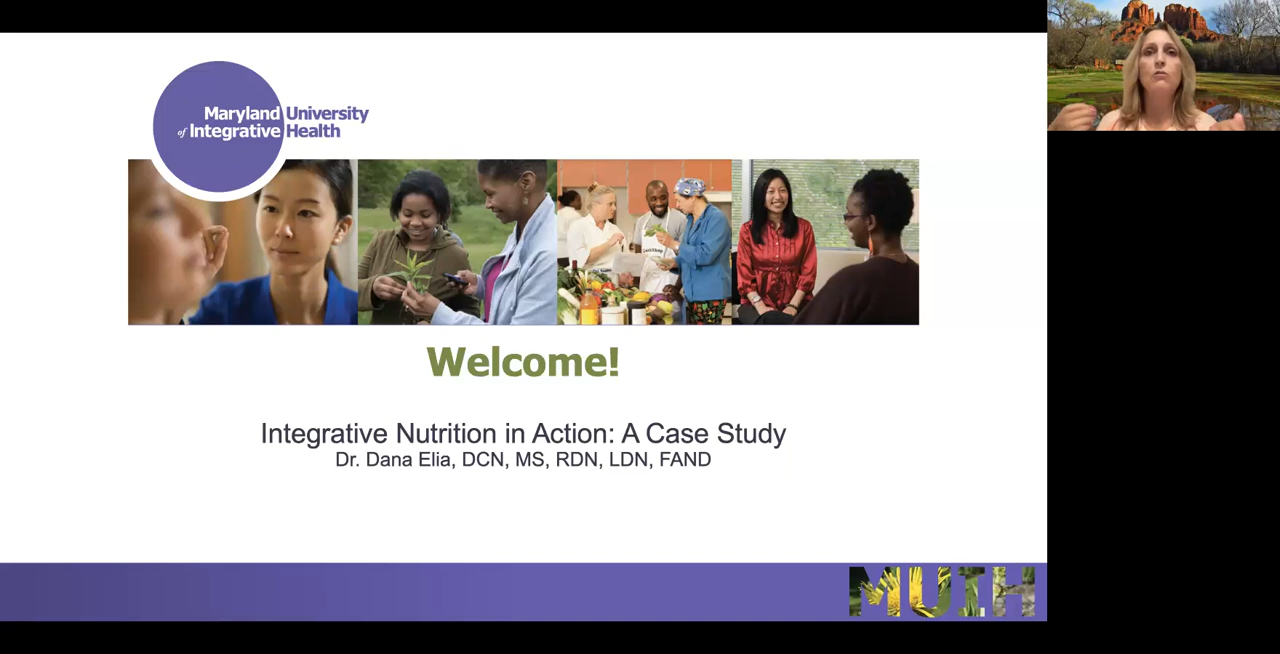 Maryland University
of Integrative Health
Welcome!
Integrative Nutrition in Action: A Case Study
Dr. Dana Elia, DCN, MS, RDN, LDN, FAND
MUIH